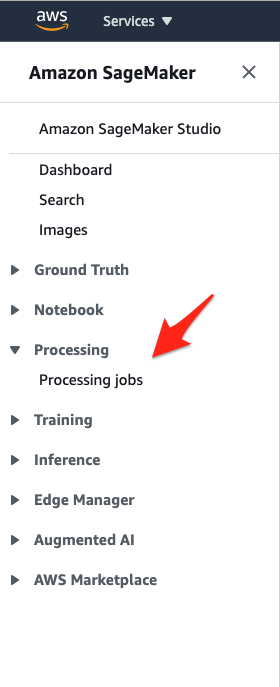 aws Services
Amazon SageMaker
Amazon SageMaker Studio
Dashboard
Search
Images
Ground Truth
Notebook
Processing
Processing jobs
Training
Inference
Edge Manager
Augmented AI
AWS Marketplace